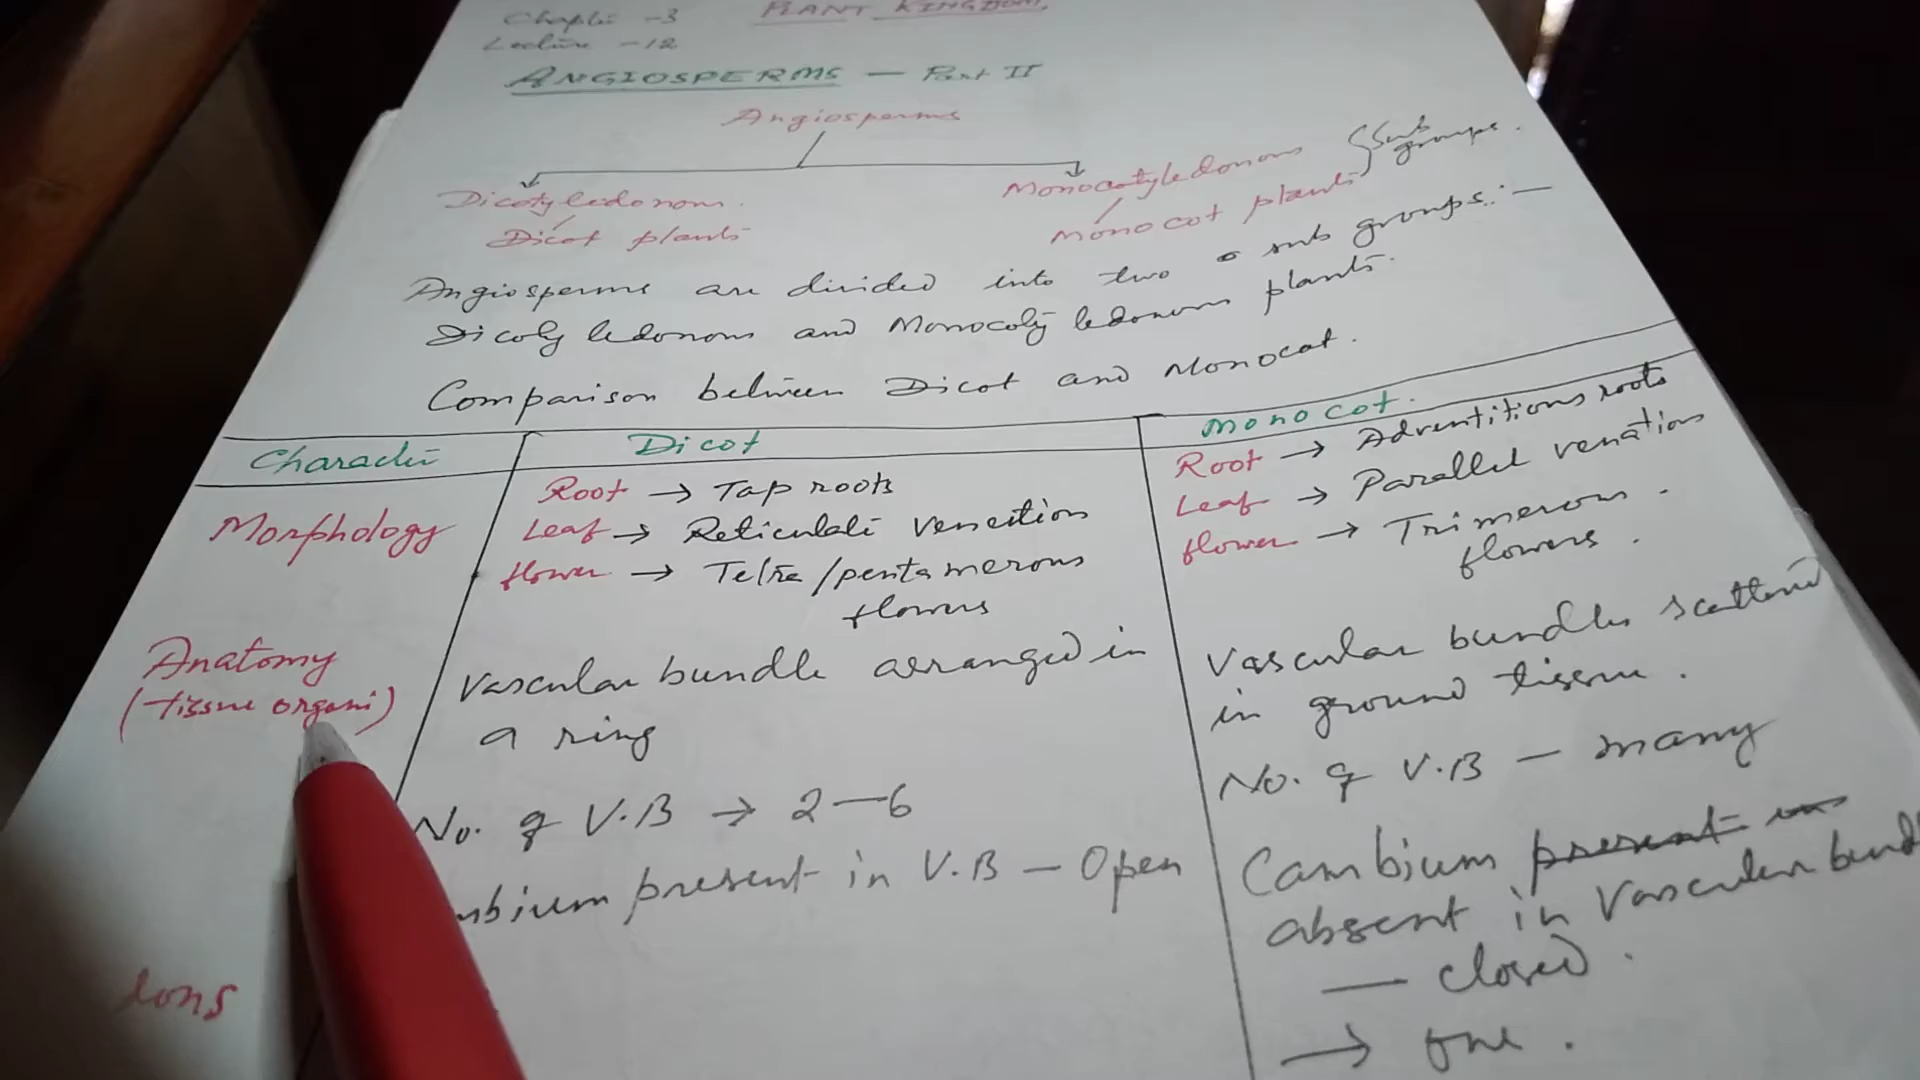 Chapter -3 PLANT KINGDOM
Lecture -12
ANGIOSPERMS — Part II
Angiosperms
Dicotyledonous. Monocotyledonous Sub groups.
Dicot plants Monocot plants
Angiosperms are divided into two sub groups:—
Dicotyledonous and Monocotyledonous plants.
Comparison between Dicot and Monocot.
Character Dicot Monocot.
Morphology
Root → Tap roots
Leaf → Reticulate venection
flower → Tetra/pentamerous
flowers
Root → Adventitious roots
Leaf → Parallel venation
flower → Trimerous
flowers.
Anatomy
(tissue organi)
Vascular bundle arranged in
a ring
No. of V.B → 2—6
mbium present in V.B — Open
Vascular bundles scattered
in ground tissue.
No. of V.B — many
Cambium present in
absent in Vascular bund
— closed.
dons
→ One.